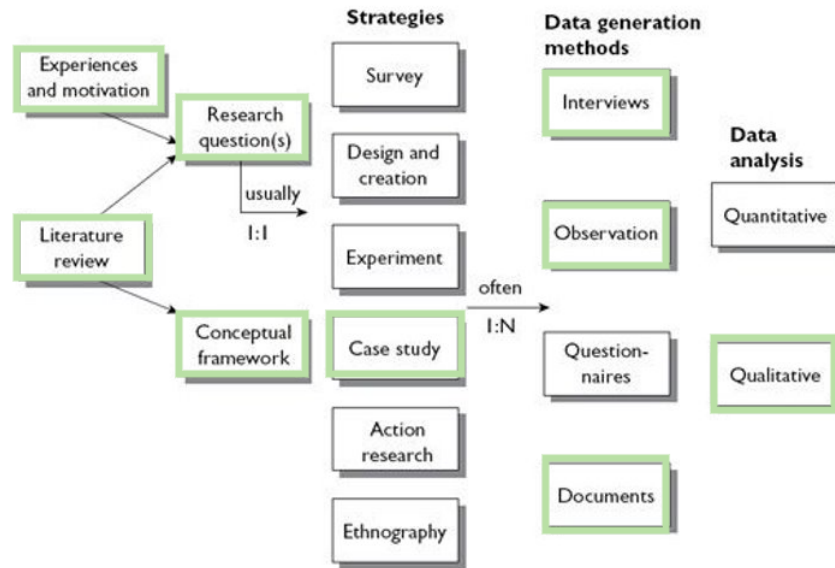 Experiences
and motivation
Literature
review
Research
question(s)
usually
1:1
Conceptual
framework
Strategies
Survey
Design and
creation
Experiment
Case study
Action
research
Ethnography
often
1:N
Data generation
methods
Interviews
Observation
Question-
naires
Documents
Data
analysis
Quantitative
Qualitative